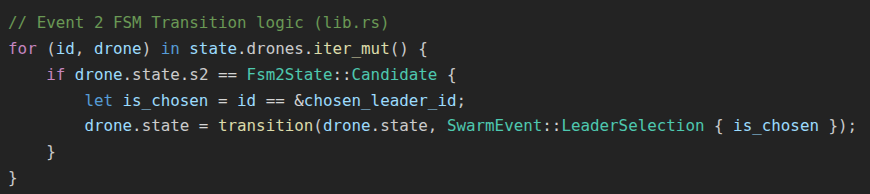 // Event 2 FSM Transition logic (lib.rs)
for (id, drone) in state.drones.iter_mut() {
    if drone.state.s2 == Fsm2State::Candidate {
        let is_chosen = id == &chosen_leader_id;
        drone.state = transition(drone.state, SwarmEvent::LeaderSelection { is_chosen });
    }
}